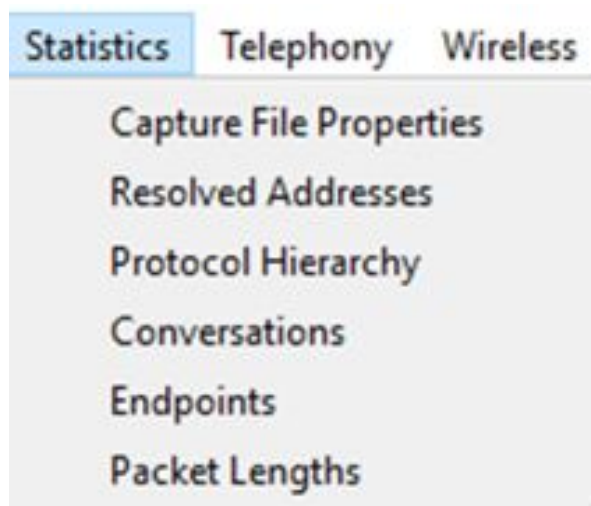 Statistics Telephony Wireless
Capture File Properties
Resolved Addresses
Protocol Hierarchy
Conversations
Endpoints
Packet Lengths